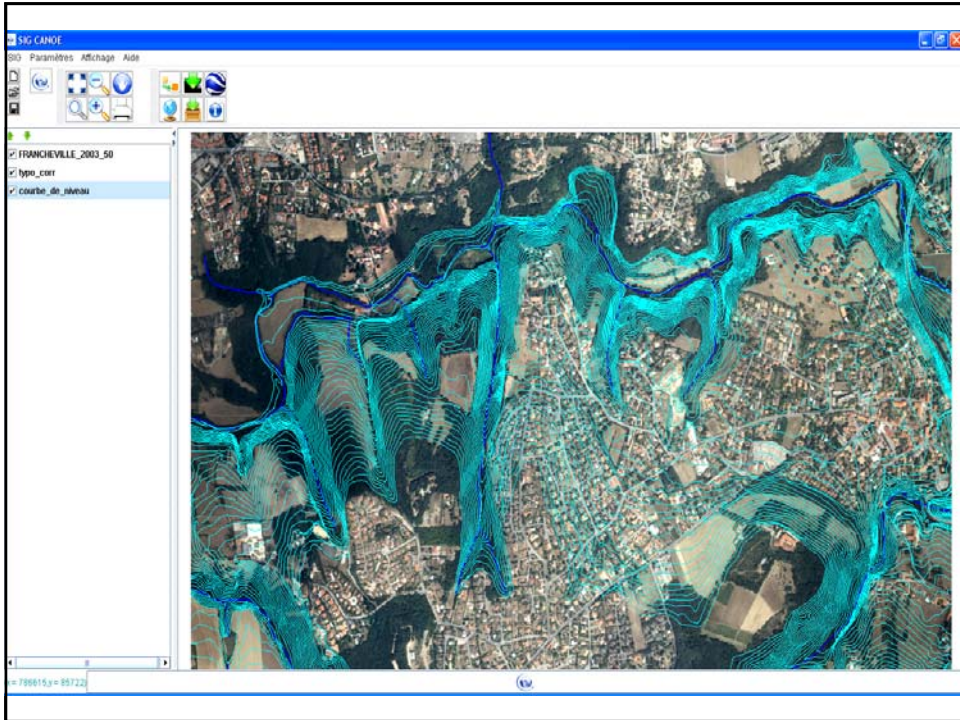 SIG CANOE
SIG Paramètres Affichage Aide
FRANCHEVILLE_2003_50
typo_corr
courbe_de_niveau